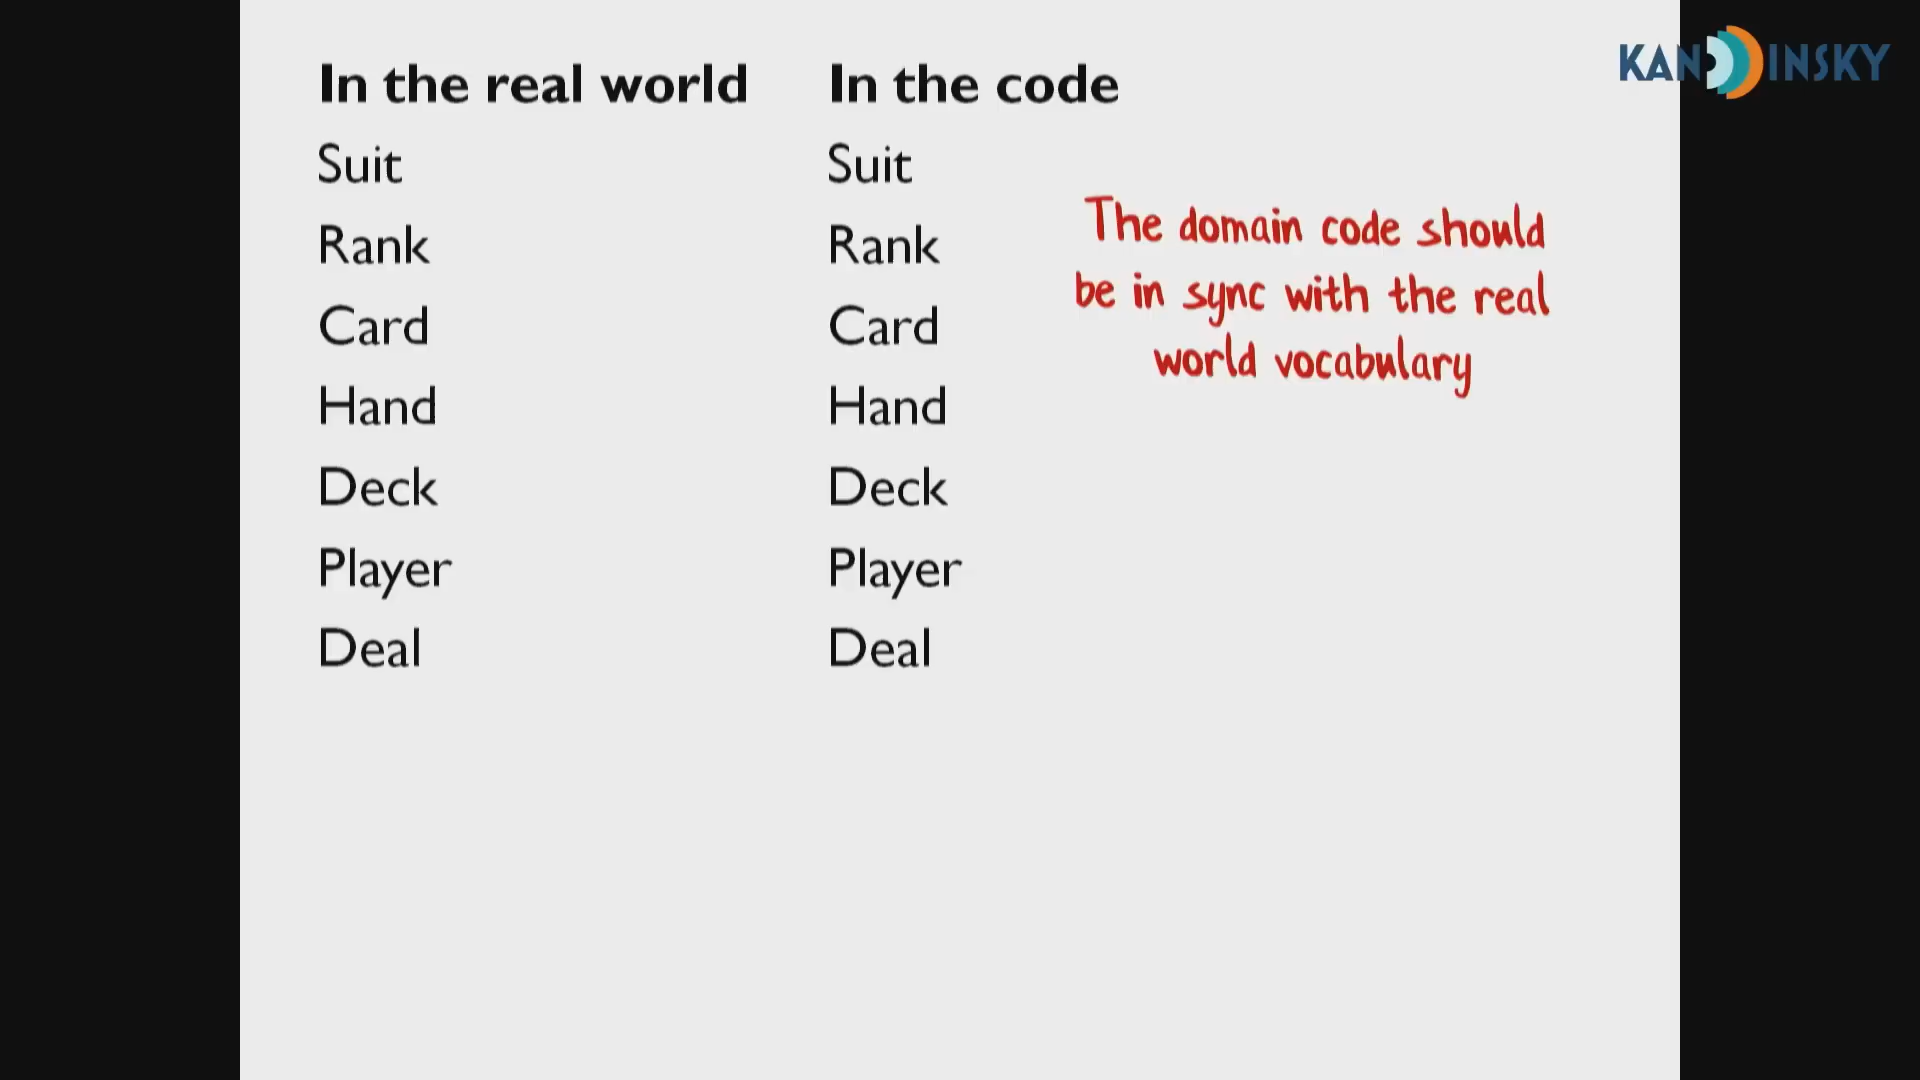 KANDINSKY
In the real world In the code
Suit Suit
Rank Rank
Card Card
Hand Hand
Deck Deck
Player Player
Deal Deal
The domain code should
be in sync with the real
world vocabulary